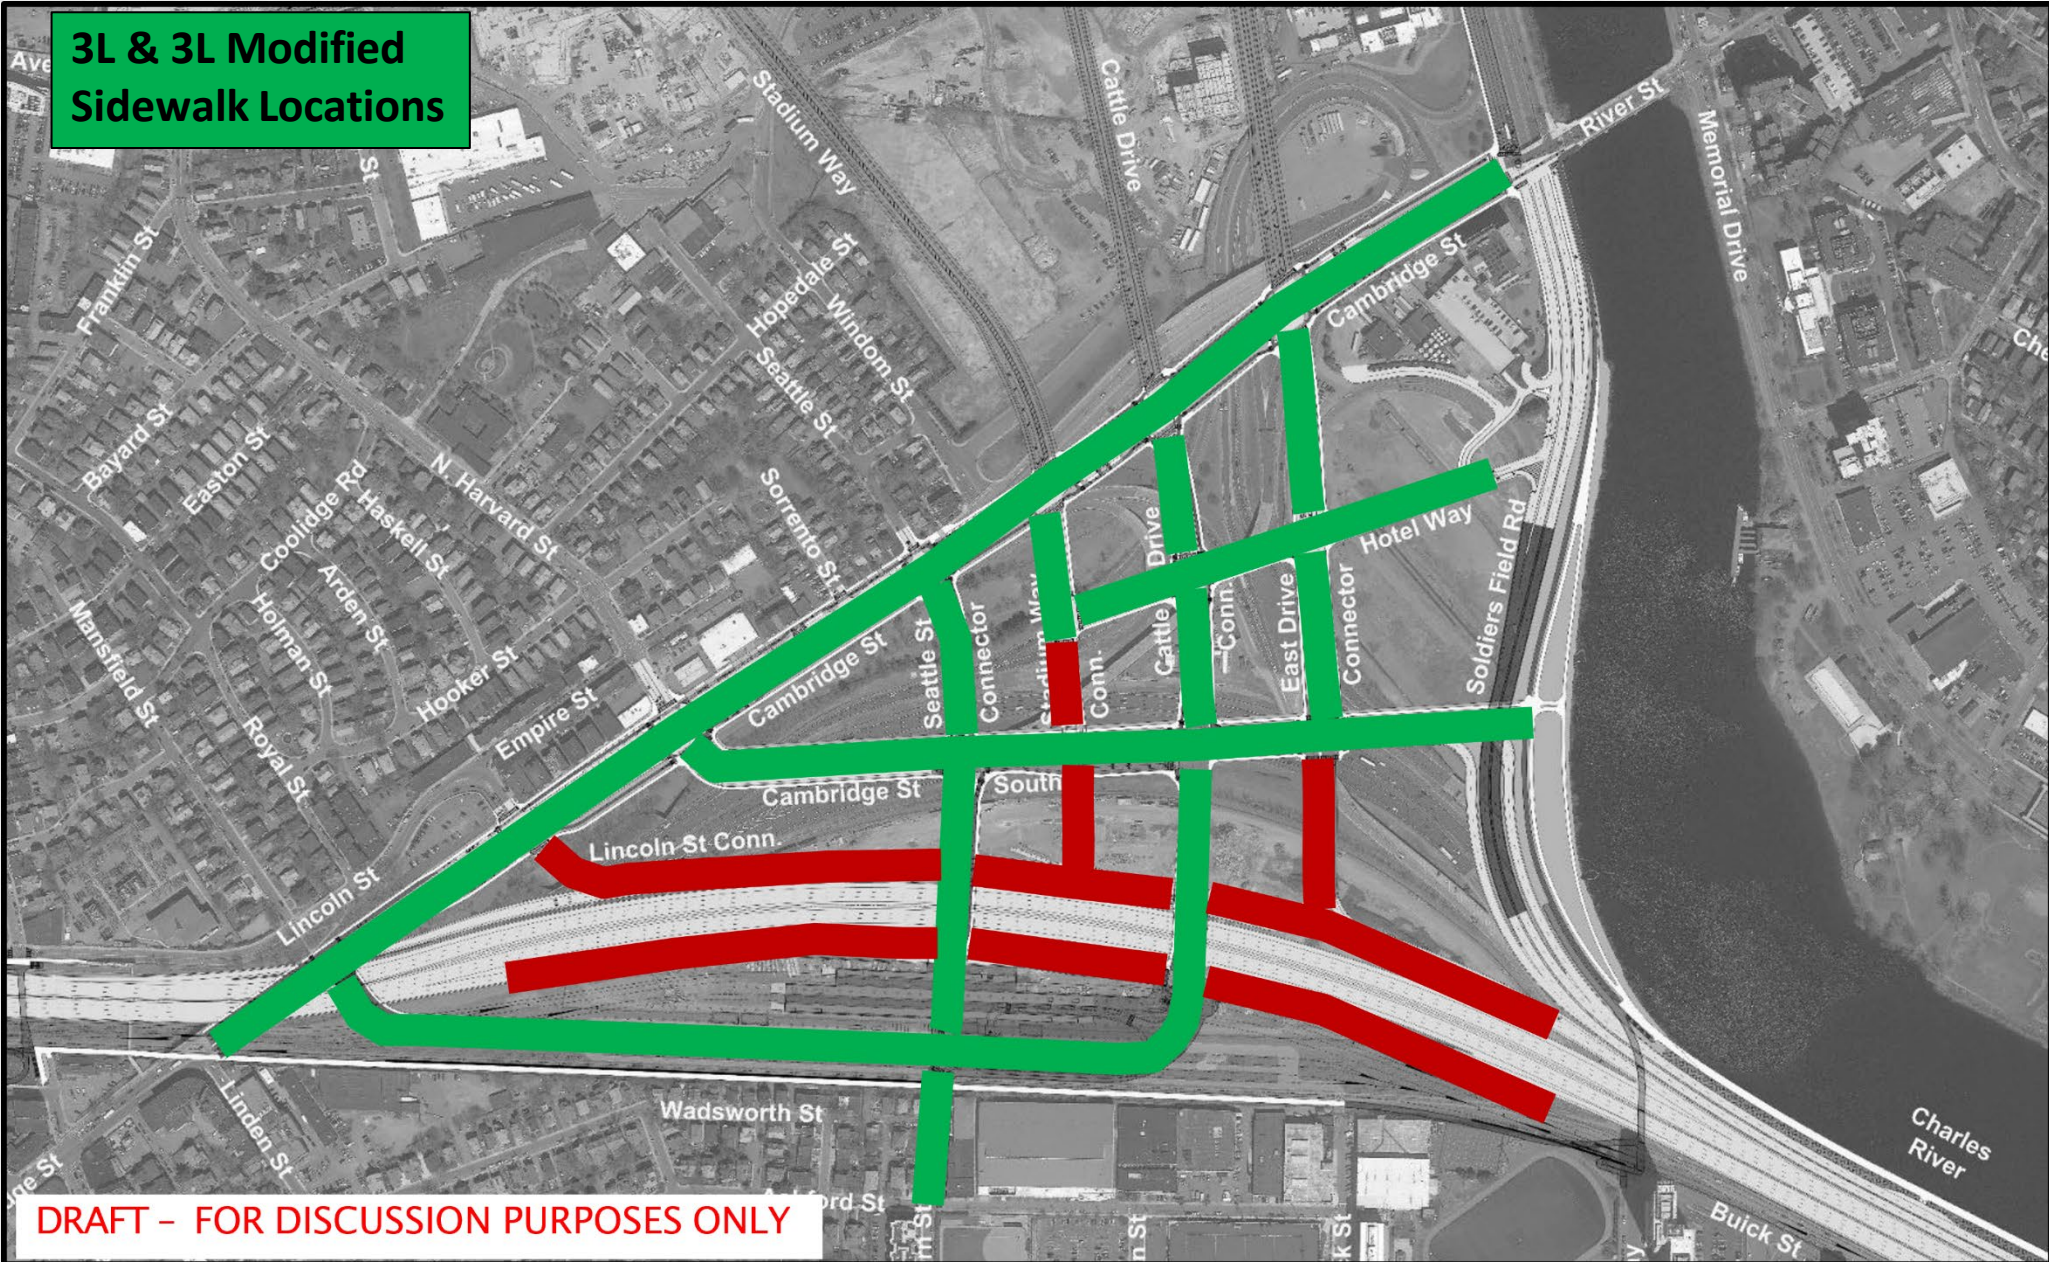 3L & 3L Modified
Sidewalk Locations
Ave
St
Stadium Way
Cattle Drive
River St
Memorial Drive
Franklin St
Hopedale St
Windom St
Seattle St
Cambridge St
Bayard St
Easton St
Coolidge Rd
Haskell St
N. Harvard St
Sorrento St
Arden St
Holman St
Mansfield St
Hooker St
Royal St
Empire St
Cambridge St
Seattle St
Connector
Stadium Way
Conn.
Cattle Drive
Conn.
East Drive
Connector
Hotel Way
Soldiers Field Rd
Cambridge St South
Lincoln St Conn.
Lincoln St
Linden St
Wadsworth St
ford St
Charles
River
Buick St
DRAFT - FOR DISCUSSION PURPOSES ONLY